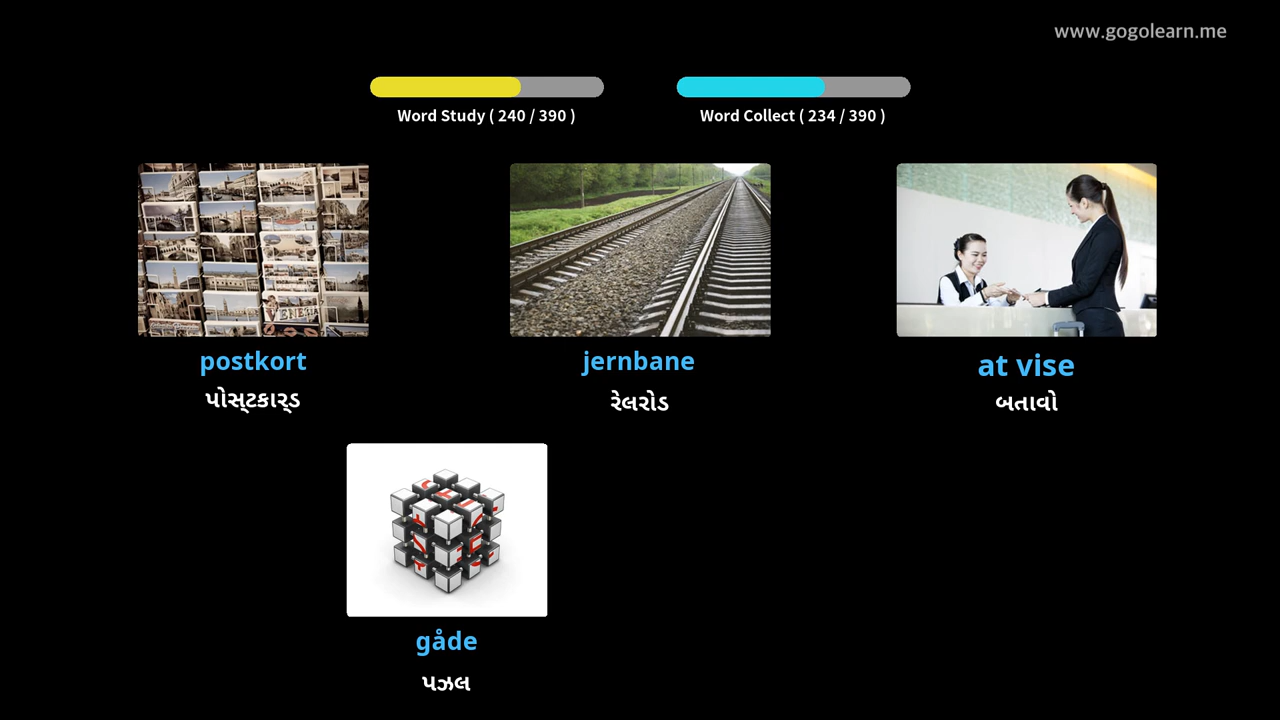 www.gogolearn.me
Word Study ( 240 / 390 )
Word Collect ( 234 / 390 )
postkort
પોસ્ટકાર્ડ
jernbane
રેલરોડ
at vise
બતાવો
gåde
પઝલ